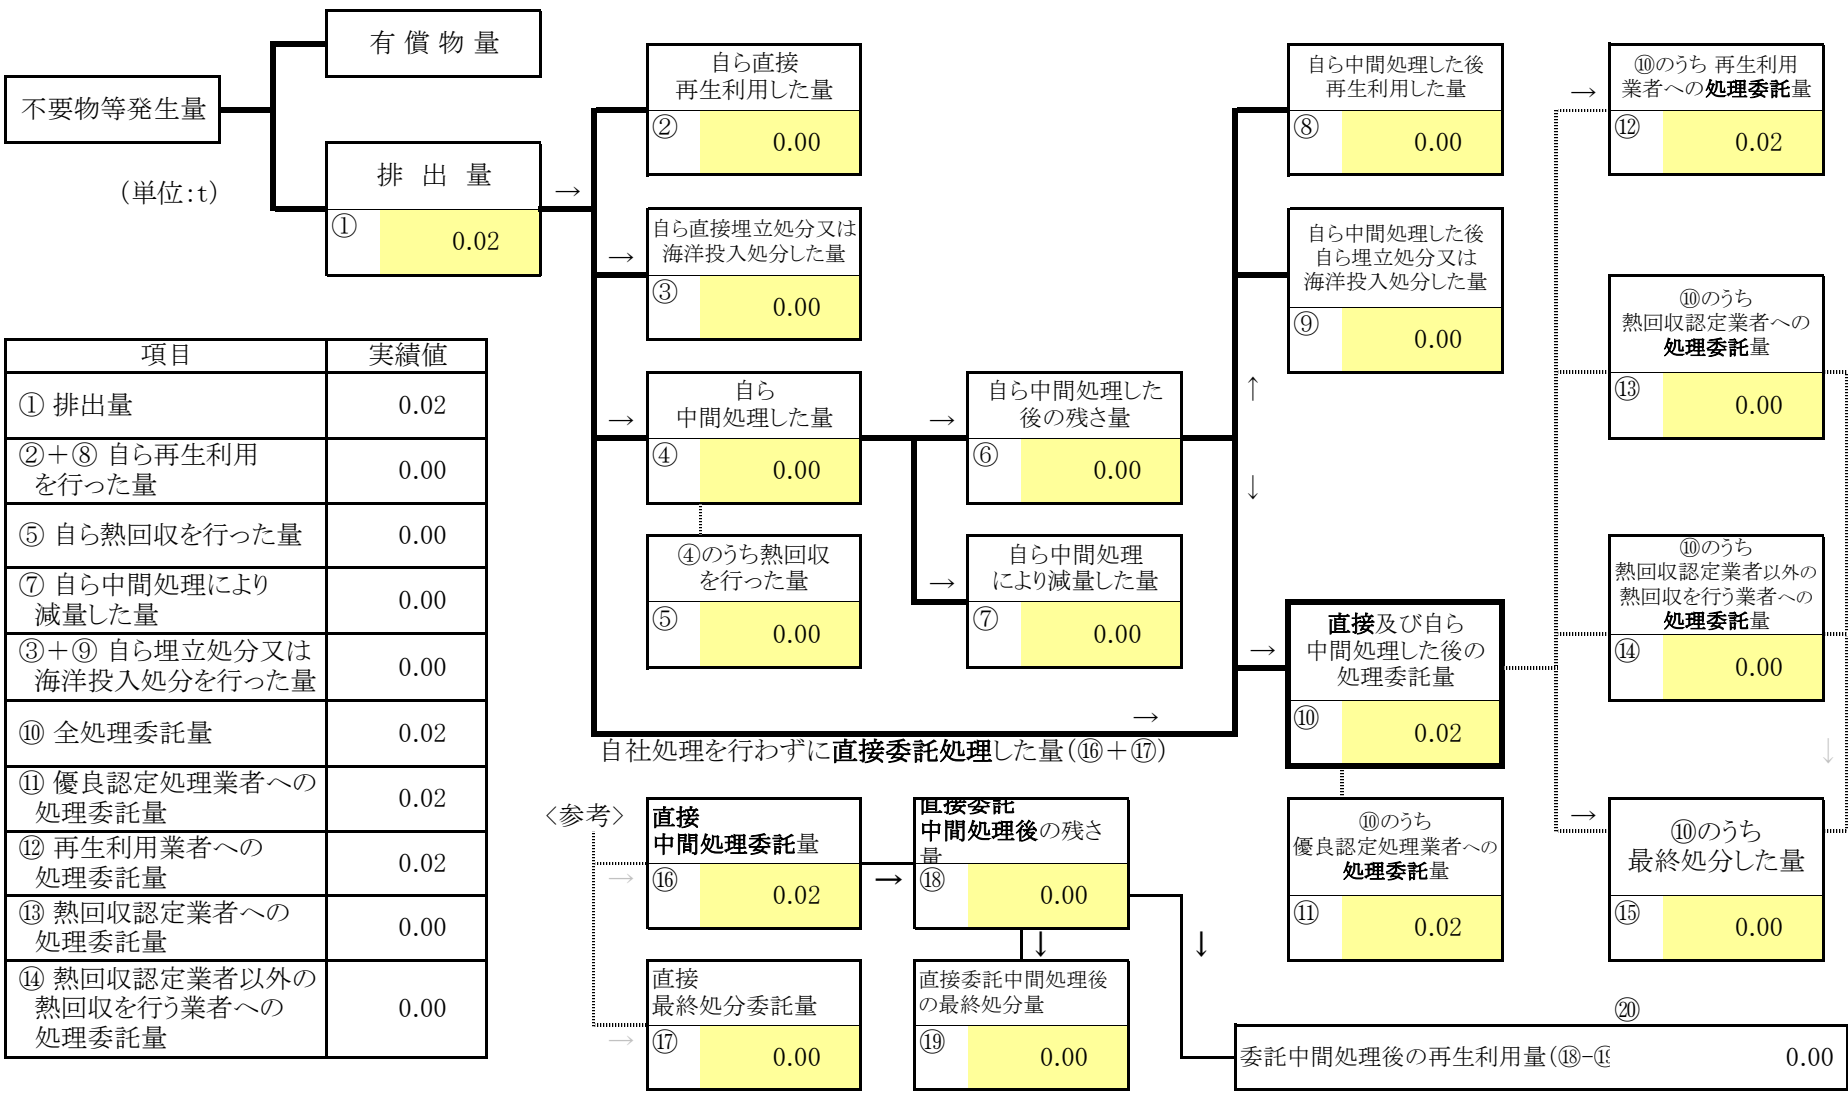 有 償 物 量
不要物等発生量
（単位:t）
排 出 量
①
0.02
→
自ら直接
再生利用した量
②
0.00
自ら直接埋立処分又は
海洋投入処分した量
→
③
0.00
自ら
中間処理した量
→
④
0.00
④のうち熱回収
を行った量
⑤
0.00
→
自ら中間処理した
後の残さ量
⑥
0.00
→
自ら中間処理
により減量した量
⑦
0.00
自ら中間処理した後
再生利用した量
⑧
0.00
自ら中間処理した後
自ら埋立処分又は
海洋投入処分した量
⑨
0.00
↑
↓
→
直接及び自ら
中間処理した後の
処理委託量
⑩
0.02
→
自社処理を行わずに直接委託処理した量（⑯＋⑰）
⑩のうち
優良認定処理業者への
処理委託量
⑪
0.02
→
⑩のうち 再生利用
業者への処理委託量
⑫
0.02
⑩のうち
熱回収認定業者への
処理委託量
⑬
0.00
⑩のうち
熱回収認定業者以外の
熱回収を行う業者への
処理委託量
⑭
0.00
↓
→
⑩のうち
最終処分した量
⑮
0.00
項目 実績値
① 排出量 0.02
②＋⑧ 自ら再生利用
を行った量 0.00
⑤ 自ら熱回収を行った量 0.00
⑦ 自ら中間処理により
減量した量 0.00
③＋⑨ 自ら埋立処分又は
海洋投入処分を行った量 0.00
⑩ 全処理委託量 0.02
⑪ 優良認定処理業者への
処理委託量 0.02
⑫ 再生利用業者への
処理委託量 0.02
⑬ 熱回収認定業者への
処理委託量 0.00
⑭ 熱回収認定業者以外の
熱回収を行う業者への
処理委託量 0.00
〈参考〉
直接
中間処理委託量
→
⑯
0.02
→
直接委託
中間処理後の残さ
量
⑱
0.00
直接
最終処分委託量
→
⑰
0.00
↓
直接委託中間処理後
の最終処分量
⑲
0.00
↓
⑳
委託中間処理後の再生利用量（⑱-⑲ 0.00